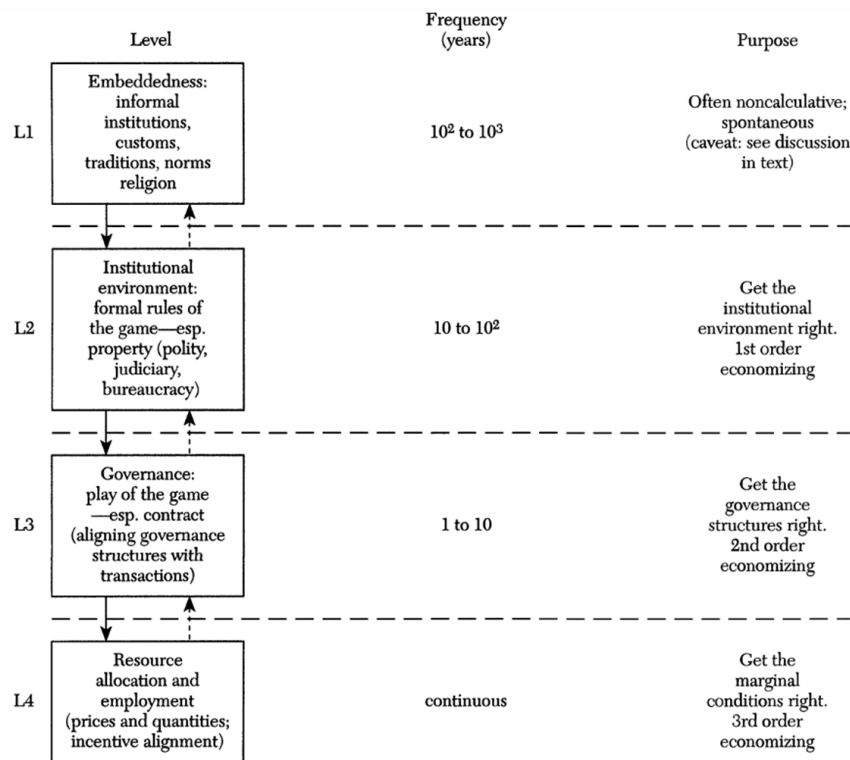 Level
Frequency
(years)
Purpose
L1
Embeddedness:
informal
institutions,
customs,
traditions, norms
religion
10² to 10³
Often noncalculative;
spontaneous
(caveat: see discussion
in text)
L2
Institutional
environment:
formal rules of
the game—esp.
property (polity,
judiciary,
bureaucracy)
10 to 10²
Get the
institutional
environment right.
1st order
economizing
L3
Governance:
play of the game
—esp. contract
(aligning governance
structures with
transactions)
1 to 10
Get the
governance
structures right.
2nd order
economizing
L4
Resource
allocation and
employment
(prices and quantities;
incentive alignment)
continuous
Get the
marginal
conditions right.
3rd order
economizing